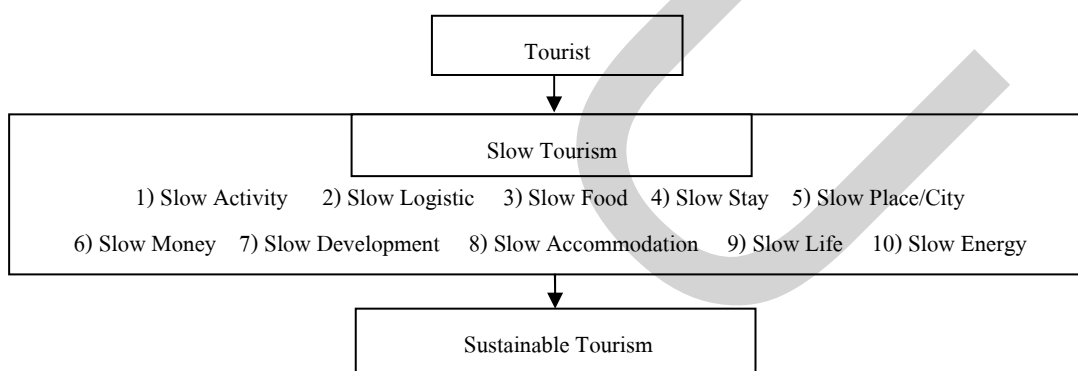 Tourist
Slow Tourism
1) Slow Activity 2) Slow Logistic 3) Slow Food 4) Slow Stay 5) Slow Place/City
6) Slow Money 7) Slow Development 8) Slow Accommodation 9) Slow Life 10) Slow Energy
Sustainable Tourism